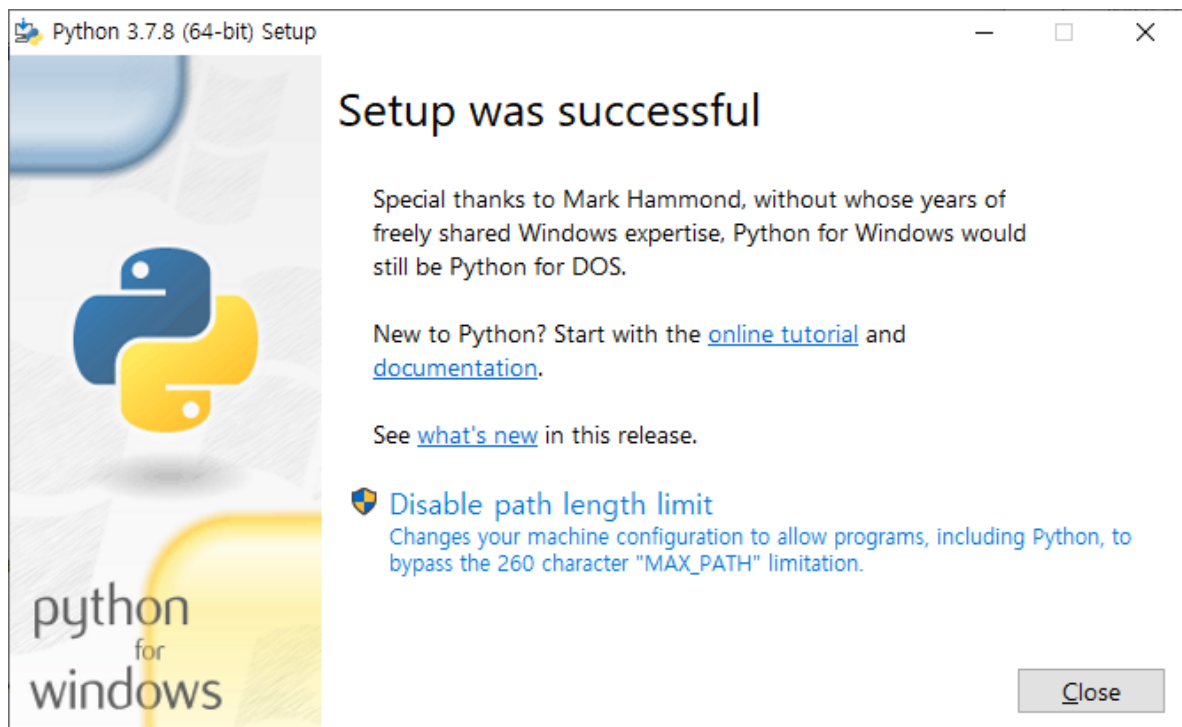 Python 3.7.8 (64-bit) Setup
Setup was successful
Special thanks to Mark Hammond, without whose years of
freely shared Windows expertise, Python for Windows would
still be Python for DOS.
New to Python? Start with the online tutorial and
documentation.
See what's new in this release.
Disable path length limit
Changes your machine configuration to allow programs, including Python, to
bypass the 260 character "MAX_PATH" limitation.
python
for
windows
Close